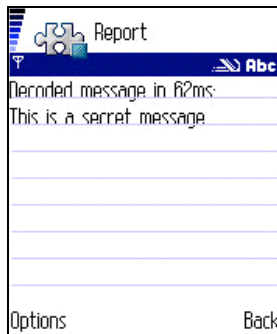 Report
Abc
Decoded message in 62ms:
This is a secret message
Options Back